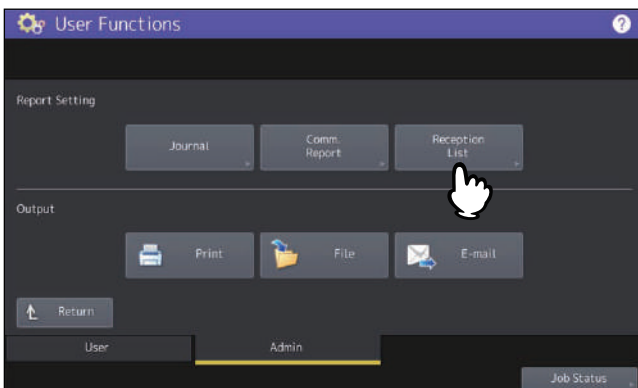 User Functions
?
Report Setting
Journal
Comm.
Report
Reception
List
Output
Print
File
E-mail
Return
User
Admin
Job Status